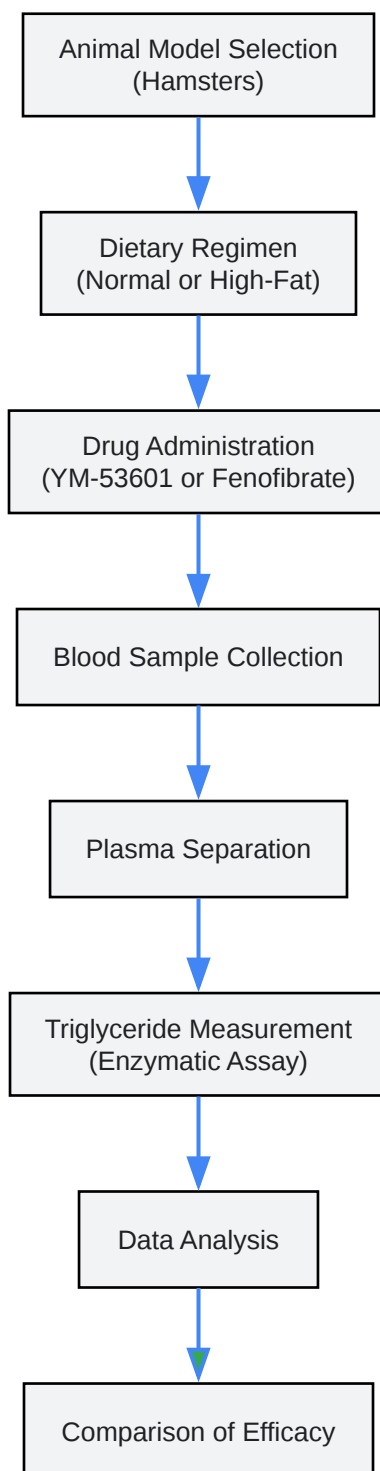 Animal Model Selection
(Hamsters)
Dietary Regimen
(Normal or High-Fat)
Drug Administration
(YM-53601 or Fenofibrate)
Blood Sample Collection
Plasma Separation
Triglyceride Measurement
(Enzymatic Assay)
Data Analysis
Comparison of Efficacy